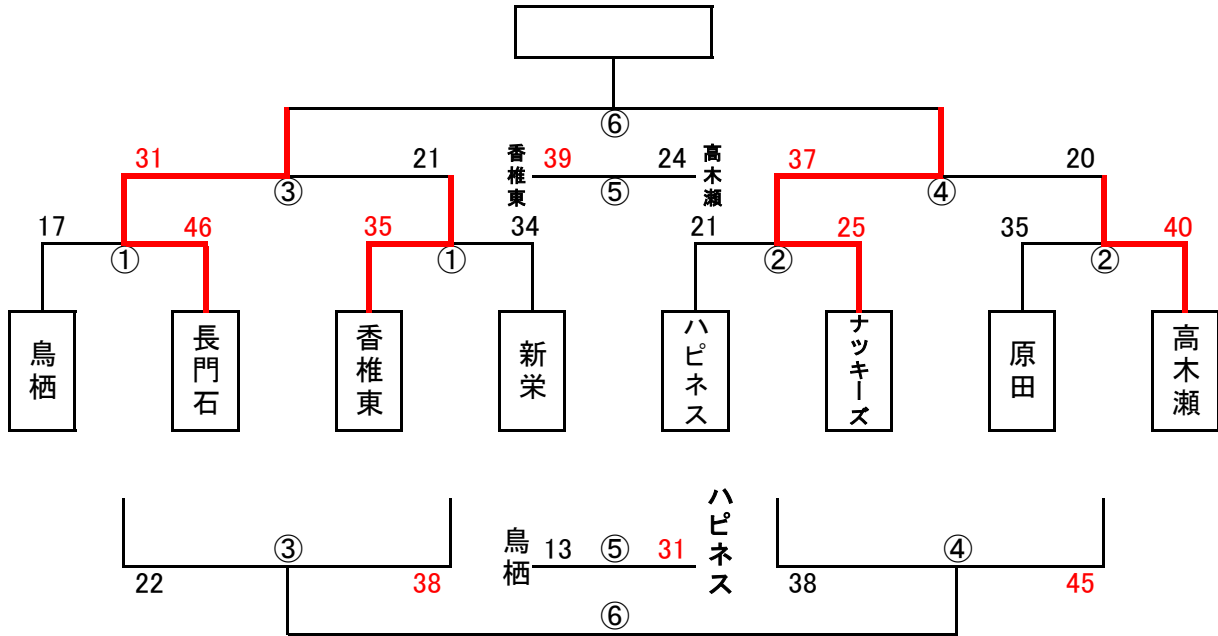 ⑥
31
21
香椎東
39
24
高木瀬
37
20
③
⑤
④
17
46
35
34
21
25
35
40
①
①
②
②
鳥栖
長門石
香椎東
新栄
ハピネス
ナッキーズ
原田
高木瀬
③
鳥栖
13
⑤
31
ハピネス
④
22
38
38
45
⑥